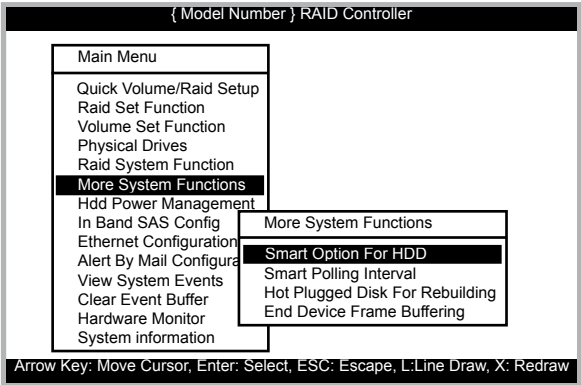 { Model Number } RAID Controller
Main Menu
Quick Volume/Raid Setup
Raid Set Function
Volume Set Function
Physical Drives
Raid System Function
More System Functions
Hdd Power Management
In Band SAS Config
Ethernet Configuration
Alert By Mail Configura
View System Events
Clear Event Buffer
Hardware Monitor
System information
More System Functions
Smart Option For HDD
Smart Polling Interval
Hot Plugged Disk For Rebuilding
End Device Frame Buffering
Arrow Key: Move Cursor, Enter: Select, ESC: Escape, L:Line Draw, X: Redraw